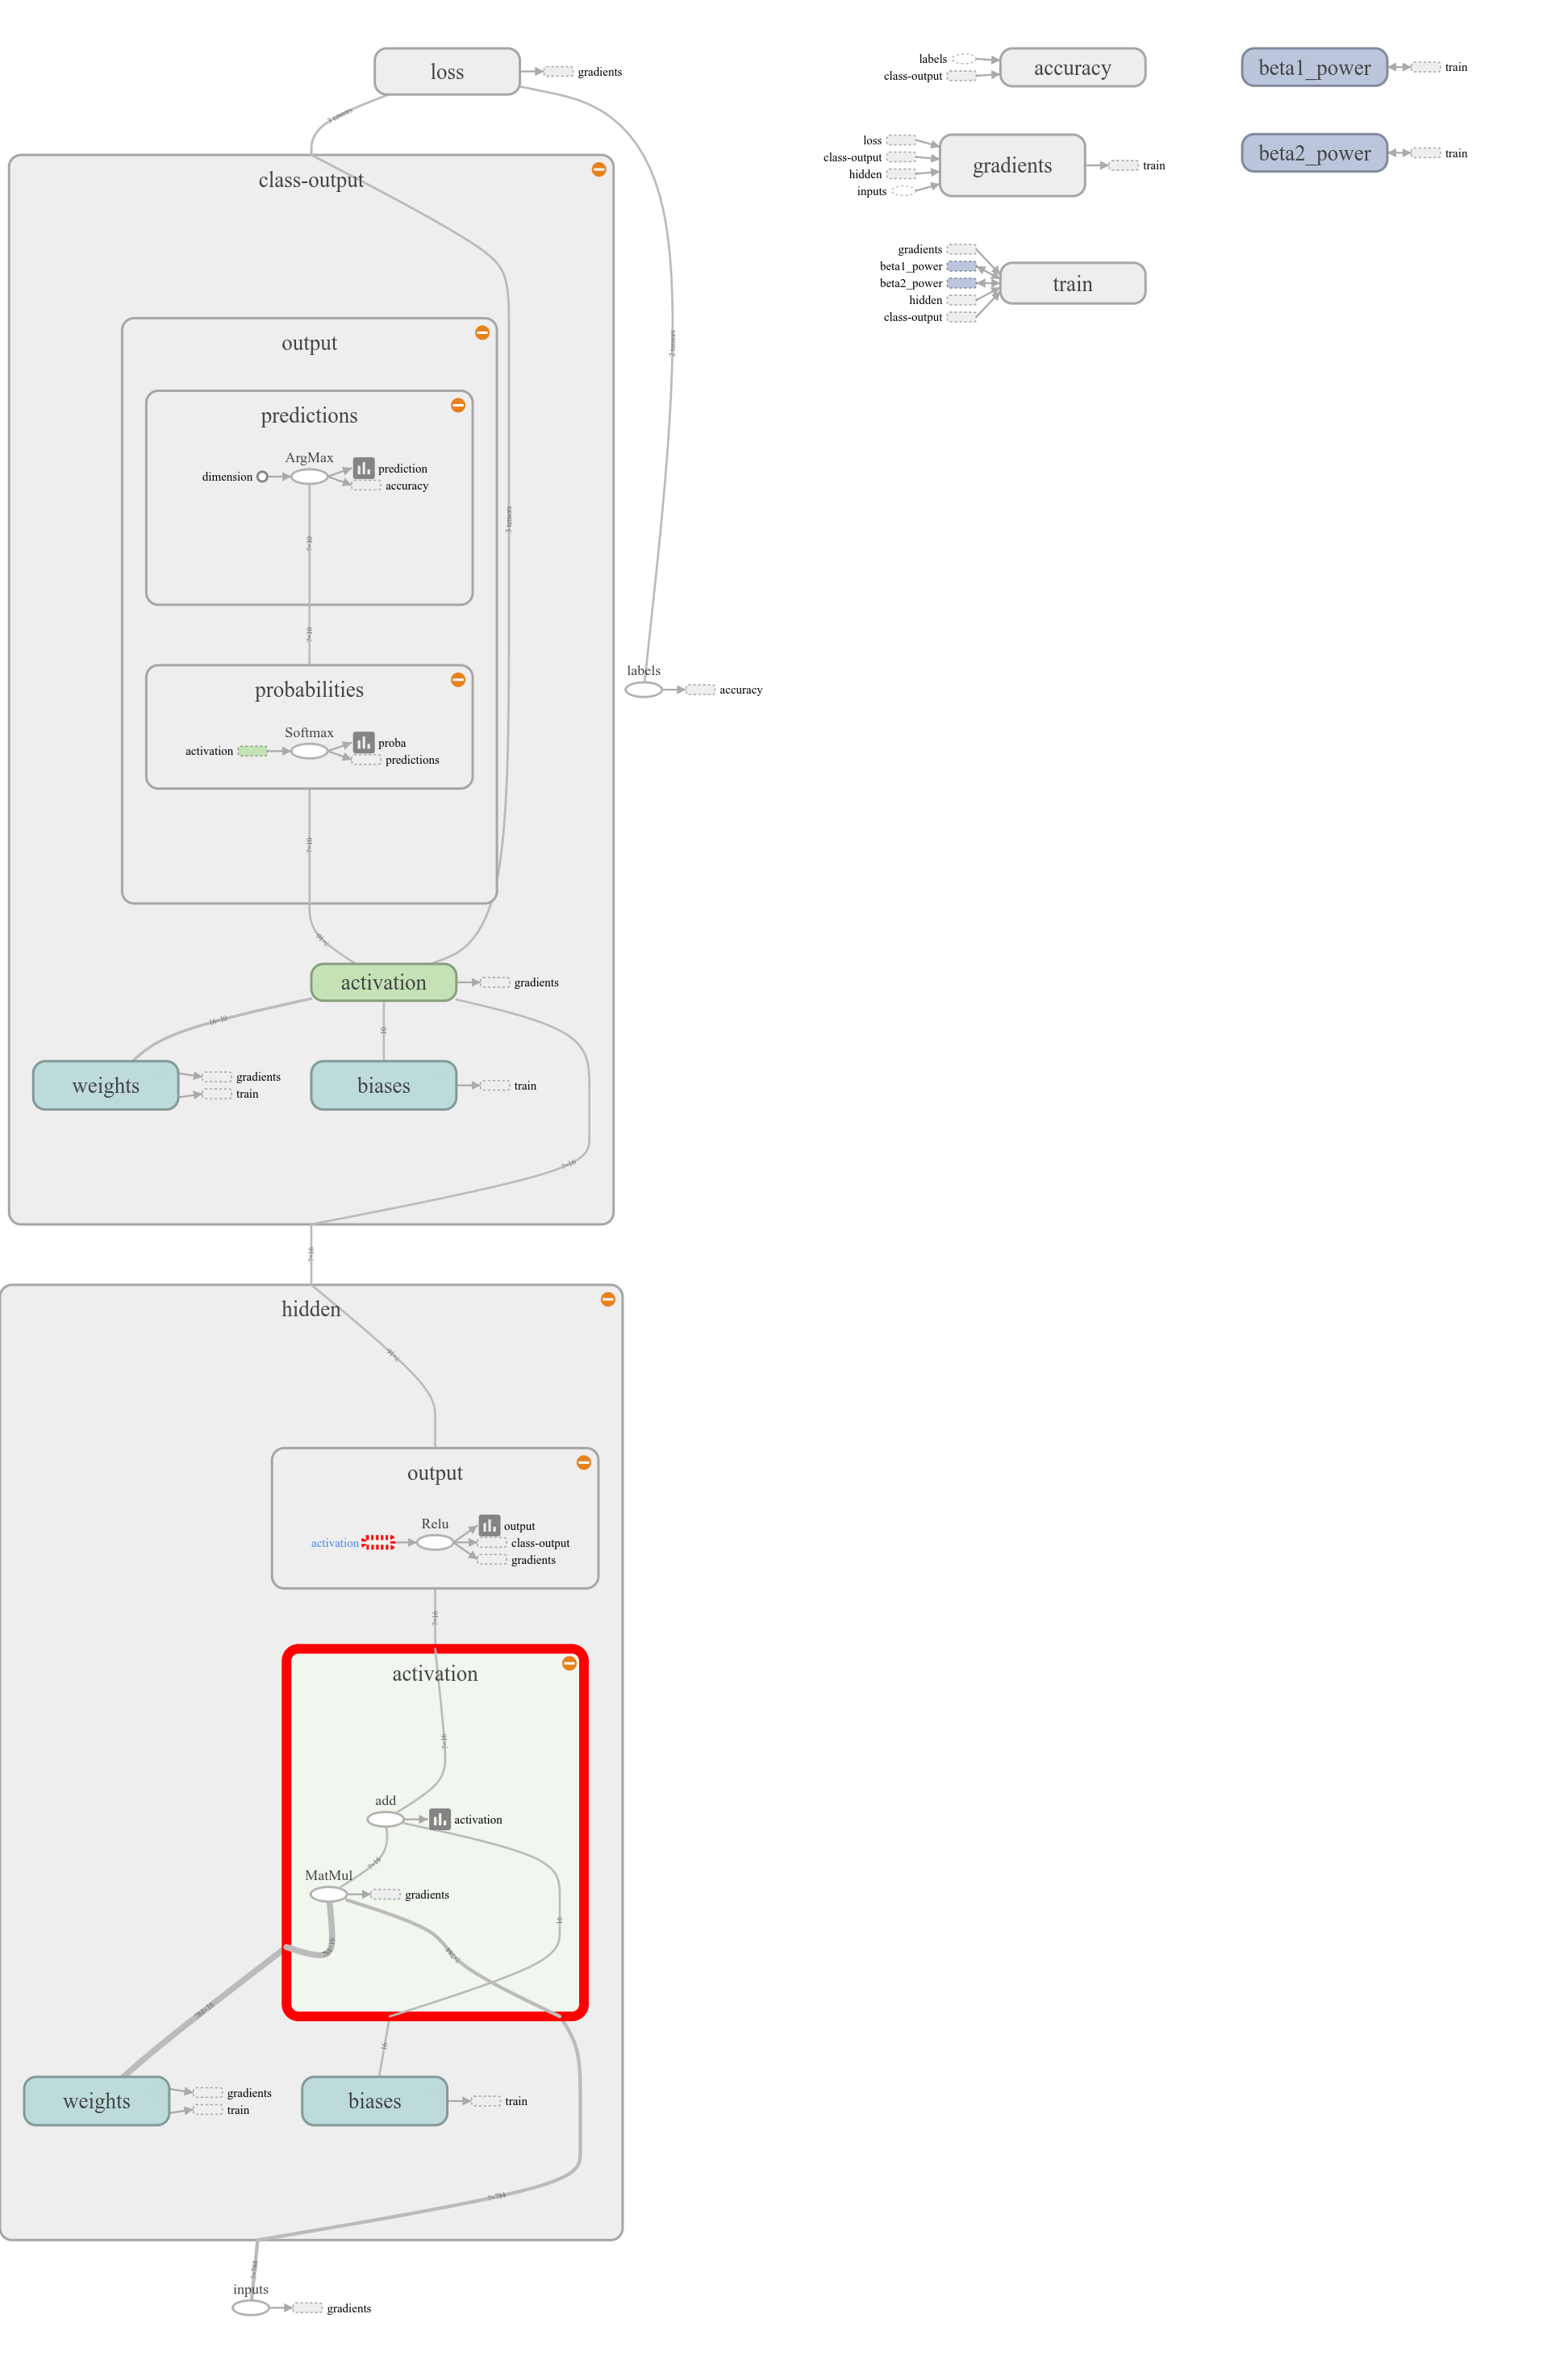 loss
gradients
3 tensors
class-output
output
predictions
ArgMax
dimension
prediction
accuracy
?×10
?×10
3 tensors
2 tensors
probabilities
Softmax
activation
proba
predictions
?×10
?×10
labels
accuracy
activation
gradients
16×10
10
weights
gradients
train
biases
train
?×16
?×16
hidden
?×16
output
Relu
activation
output
class-output
gradients
?×16
activation
?×16
add
activation
?×16
MatMul
gradients
16
784×16
?×784
784×16
16
weights
gradients
train
biases
train
?×784
?×784
inputs
gradients
labels
class-output
accuracy
loss
class-output
hidden
inputs
gradients
train
gradients
beta1_power
beta2_power
hidden
class-output
train
beta1_power
train
beta2_power
train